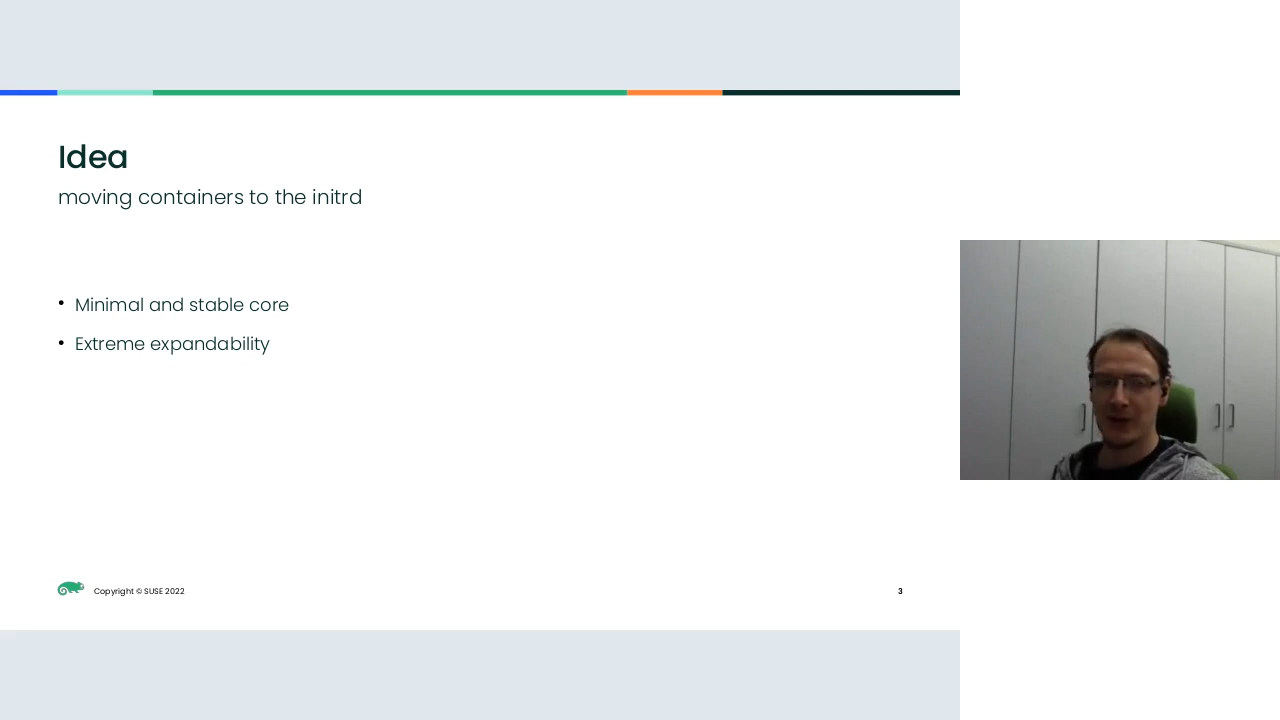 Idea
moving containers to the initrd
• Minimal and stable core
• Extreme expandability
Copyright © SUSE 2022
3